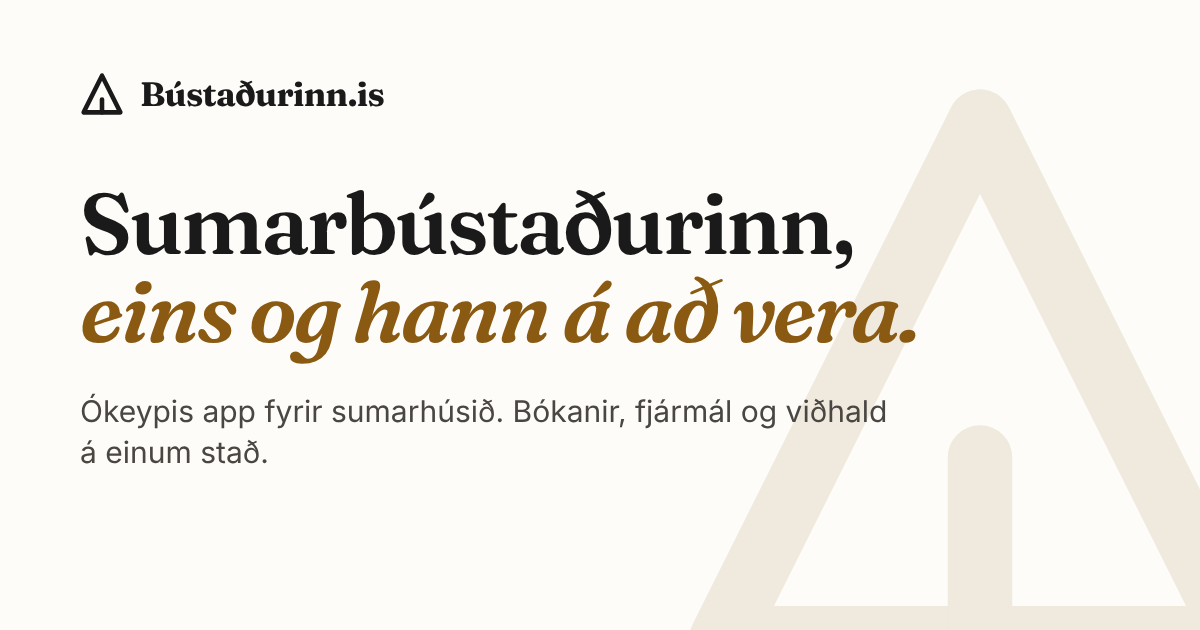 Bústaðurinn.is
Sumarbústaðurinn,
eins og hann á að vera.
Ókeypis app fyrir sumarhúsið. Bókanir, fjármál og viðhald
á einum stað.